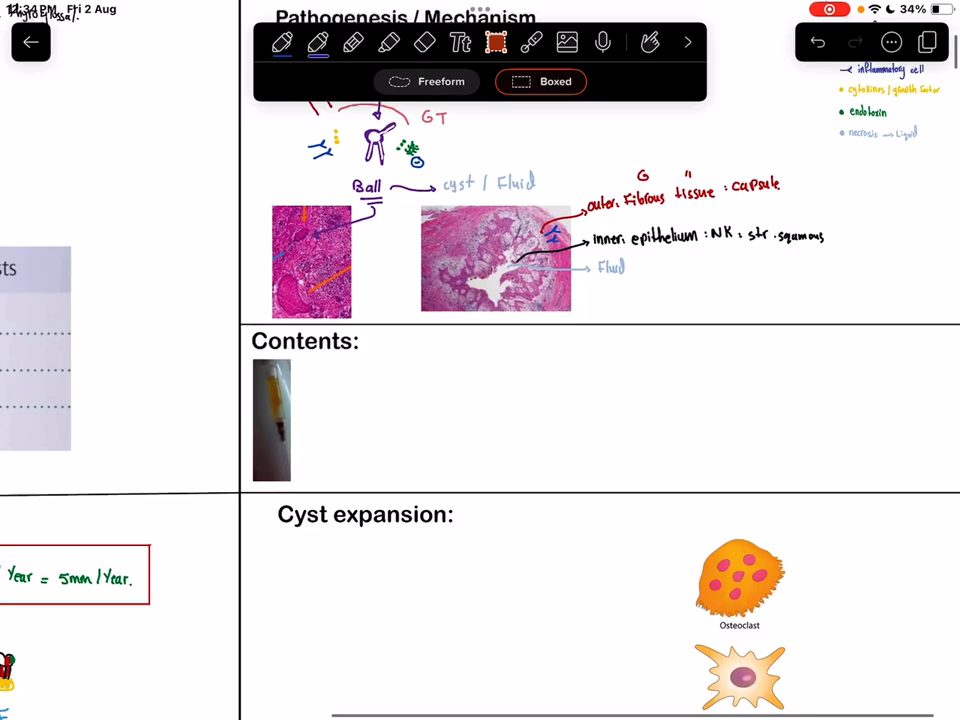 12:34 PM Fri 2 Aug
34%
Pathogenesis / Mechanism
Tt
Freeform
Boxed
inflammatory cell
cytokines / growth factor
endotoxin
necrosis → Liquid
GT
Ball → cyst / Fluid
G "
outer: Fibrous tissue : capsule
inner: epithelium : NK : str. squamous
Fluid
sts
Contents:
Cyst expansion:
Year = 5mm / Year.
Osteoclast